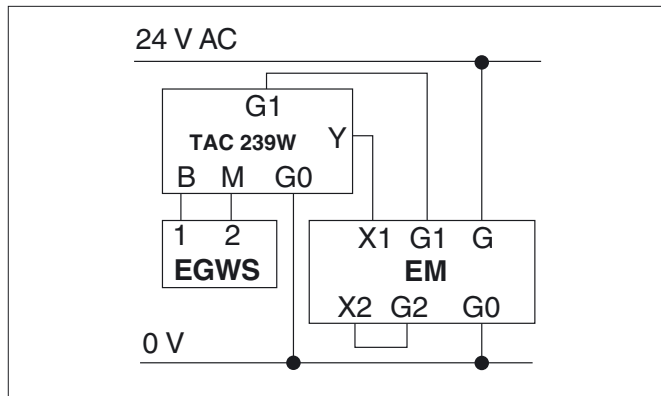 24 V AC
G1
TAC 239W Y
B M G0
1 2
EGWS
X1 G1 G
EM
X2 G2 G0
0 V